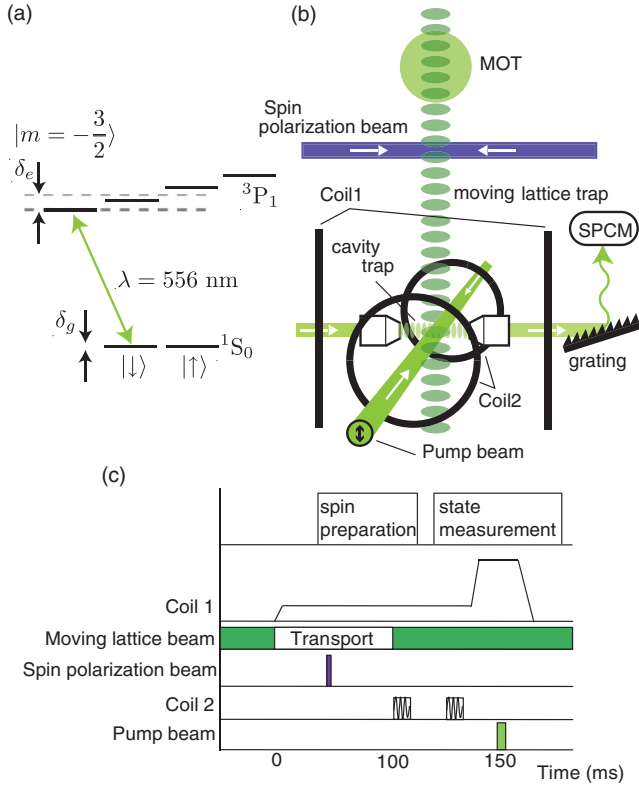 (a)
|m = −3/2⟩
δe
³P₁
λ = 556 nm
δg
¹S₀
|↓⟩
|↑⟩
(b)
MOT
Spin
polarization beam
Coil1
moving lattice trap
SPCM
cavity
trap
grating
Coil2
Pump beam
(c)
spin
preparation
state
measurement
Coil 1
Moving lattice beam
Transport
Spin polarization beam
Coil 2
Pump beam
0
100
150
Time (ms)